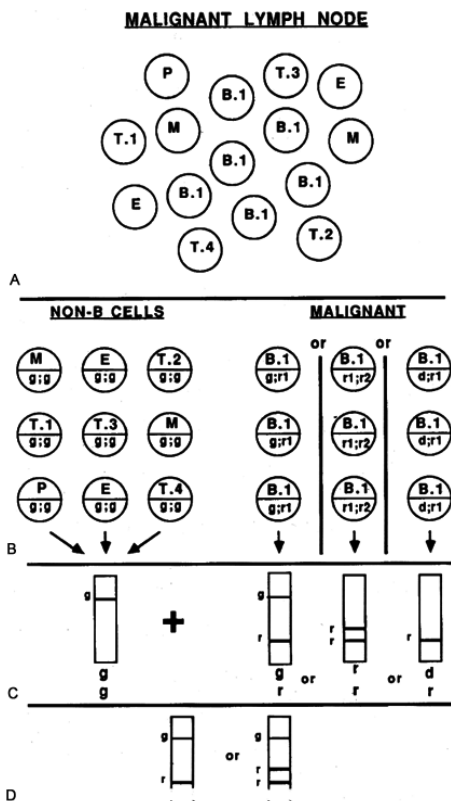 MALIGNANT LYMPH NODE
P
T.3
E
B.1
T.1
M
B.1
M
B.1
E
B.1
B.1
B.1
T.4
T.2
A
NON-B CELLS
MALIGNANT
or
or
M
E
T.2
B.1
B.1
B.1
g;g
g;g
g;g
g;r1
r1;r2
d;r1
T.1
T.3
M
B.1
B.1
B.1
g;g
g;g
g;g
g;r1
r1;r2
d;r1
P
E
T.4
B.1
B.1
B.1
g;g
g;g
g;g
g;r1
r1;r2
d;r1
B
g
+
g
r
r
r
r
g
g
or
r
or
d
g
r
r
r
C
g
or
g
r
r
r
D